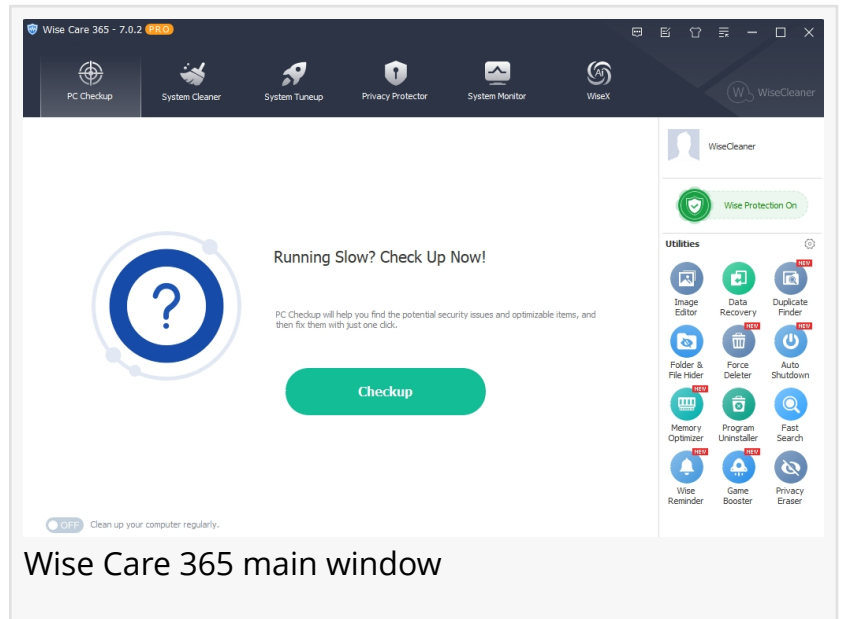 Wise Care 365 - 7.0.2 PRO
PC Checkup
System Cleaner
System Tuneup
Privacy Protector
System Monitor
AI
WiseX
W WiseCleaner
WiseCleaner
Wise Protection On
Utilities
Running Slow? Check Up Now!
PC Checkup will help you find the potential security issues and optimizable items, and
then fix them with just one click.
Checkup
Image
Editor
Data
Recovery
NEW
Duplicate
Finder
Folder &
File Hider
NEW
Force
Deleter
NEW
Auto
Shutdown
NEW
Memory
Optimizer
Program
Uninstaller
Fast
Search
NEW
Wise
Reminder
NEW
Game
Booster
Privacy
Eraser
OFF Clean up your computer regularly.
Wise Care 365 main window